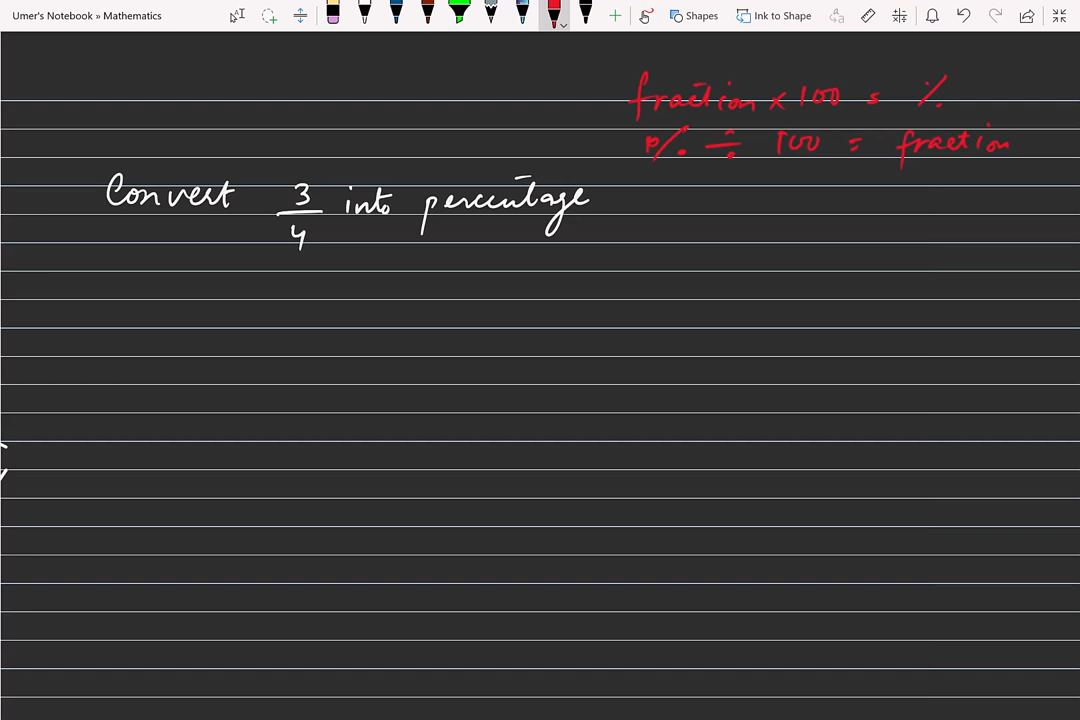 Umer's Notebook » Mathematics
Shapes
Ink to Shape
fraction × 100 = %
% ÷ 100 = fraction
Convert 3/4 into percentage